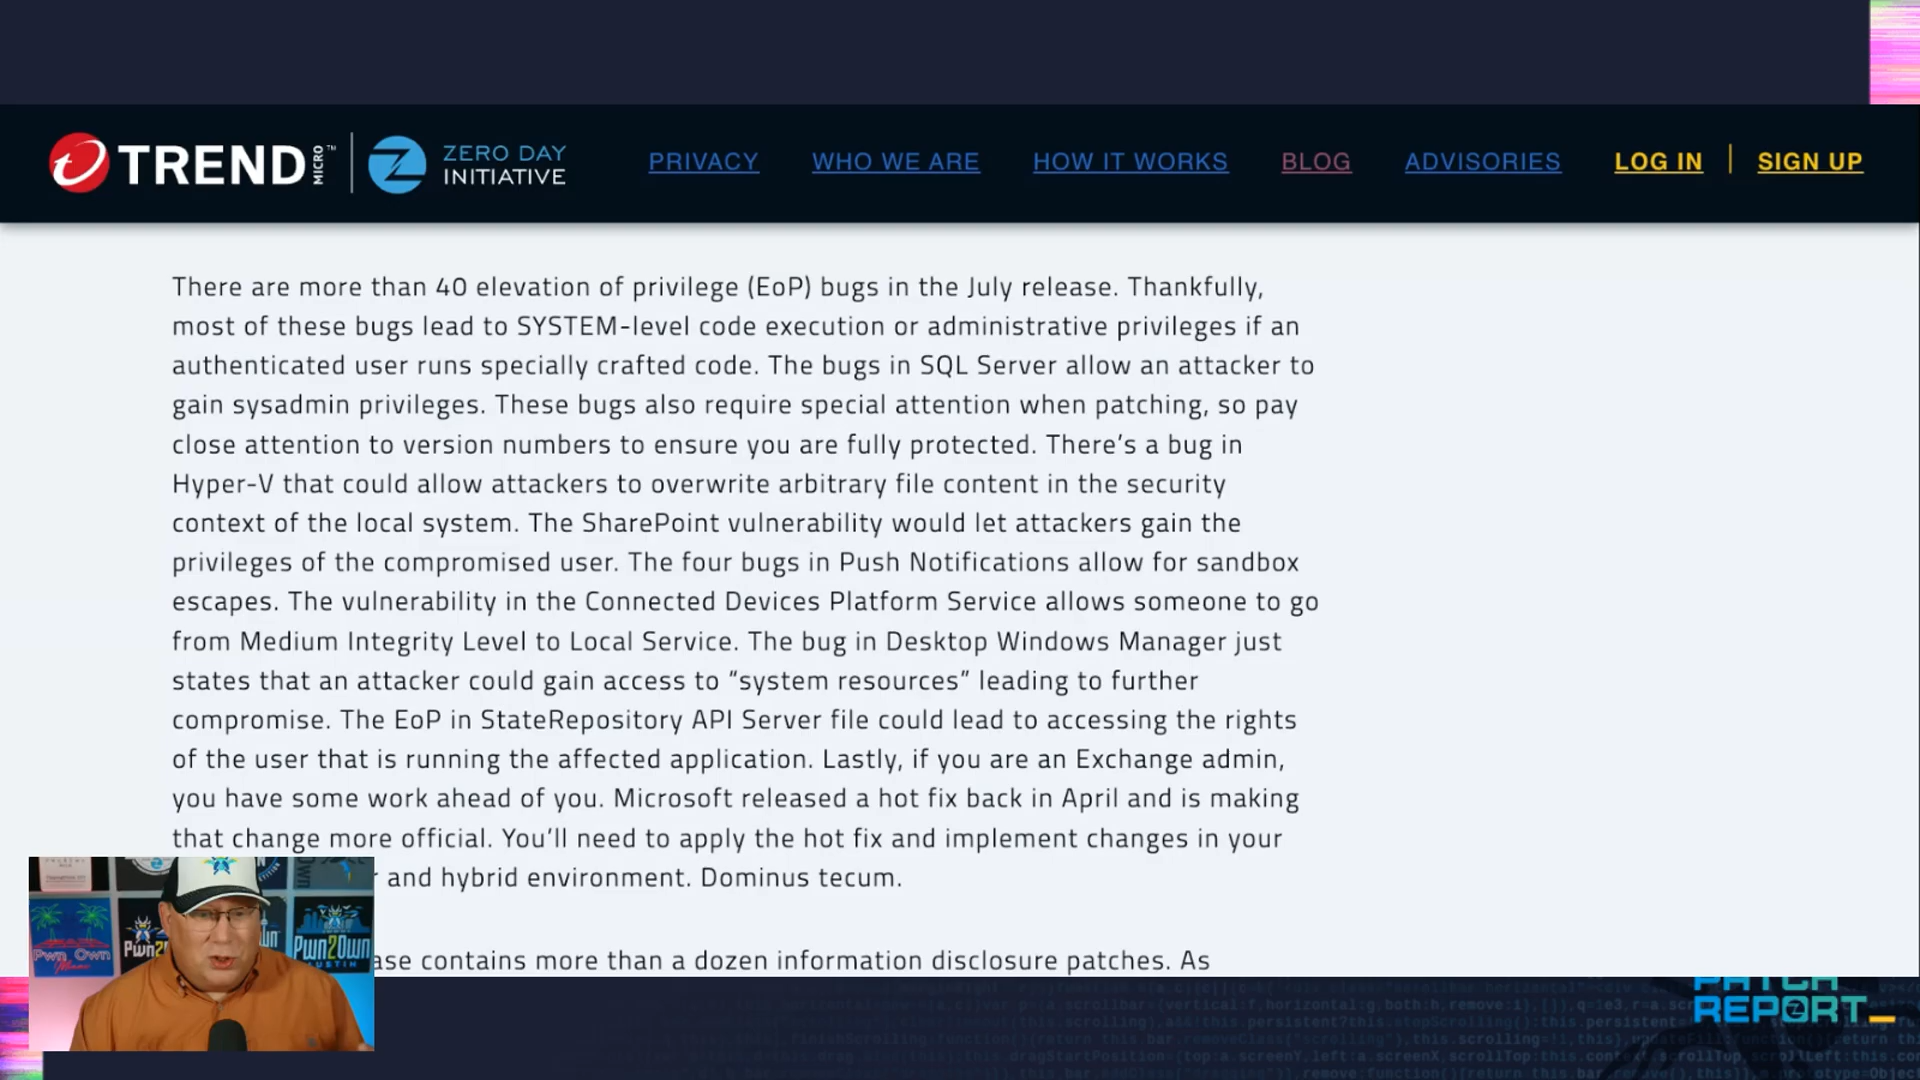 TREND MICRO™ ZERO DAY INITIATIVE PRIVACY WHO WE ARE HOW IT WORKS BLOG ADVISORIES LOG IN | SIGN UP
There are more than 40 elevation of privilege (EoP) bugs in the July release. Thankfully,
most of these bugs lead to SYSTEM-level code execution or administrative privileges if an
authenticated user runs specially crafted code. The bugs in SQL Server allow an attacker to
gain sysadmin privileges. These bugs also require special attention when patching, so pay
close attention to version numbers to ensure you are fully protected. There’s a bug in
Hyper-V that could allow attackers to overwrite arbitrary file content in the security
context of the local system. The SharePoint vulnerability would let attackers gain the
privileges of the compromised user. The four bugs in Push Notifications allow for sandbox
escapes. The vulnerability in the Connected Devices Platform Service allows someone to go
from Medium Integrity Level to Local Service. The bug in Desktop Windows Manager just
states that an attacker could gain access to “system resources” leading to further
compromise. The EoP in StateRepository API Server file could lead to accessing the rights
of the user that is running the affected application. Lastly, if you are an Exchange admin,
you have some work ahead of you. Microsoft released a hot fix back in April and is making
that change more official. You’ll need to apply the hot fix and implement changes in your
and hybrid environment. Dominus tecum.
contains more than a dozen information disclosure patches. As
Pwn Own
Miami
Pwn2Own
AUSTIN
PATCH
REPORT_